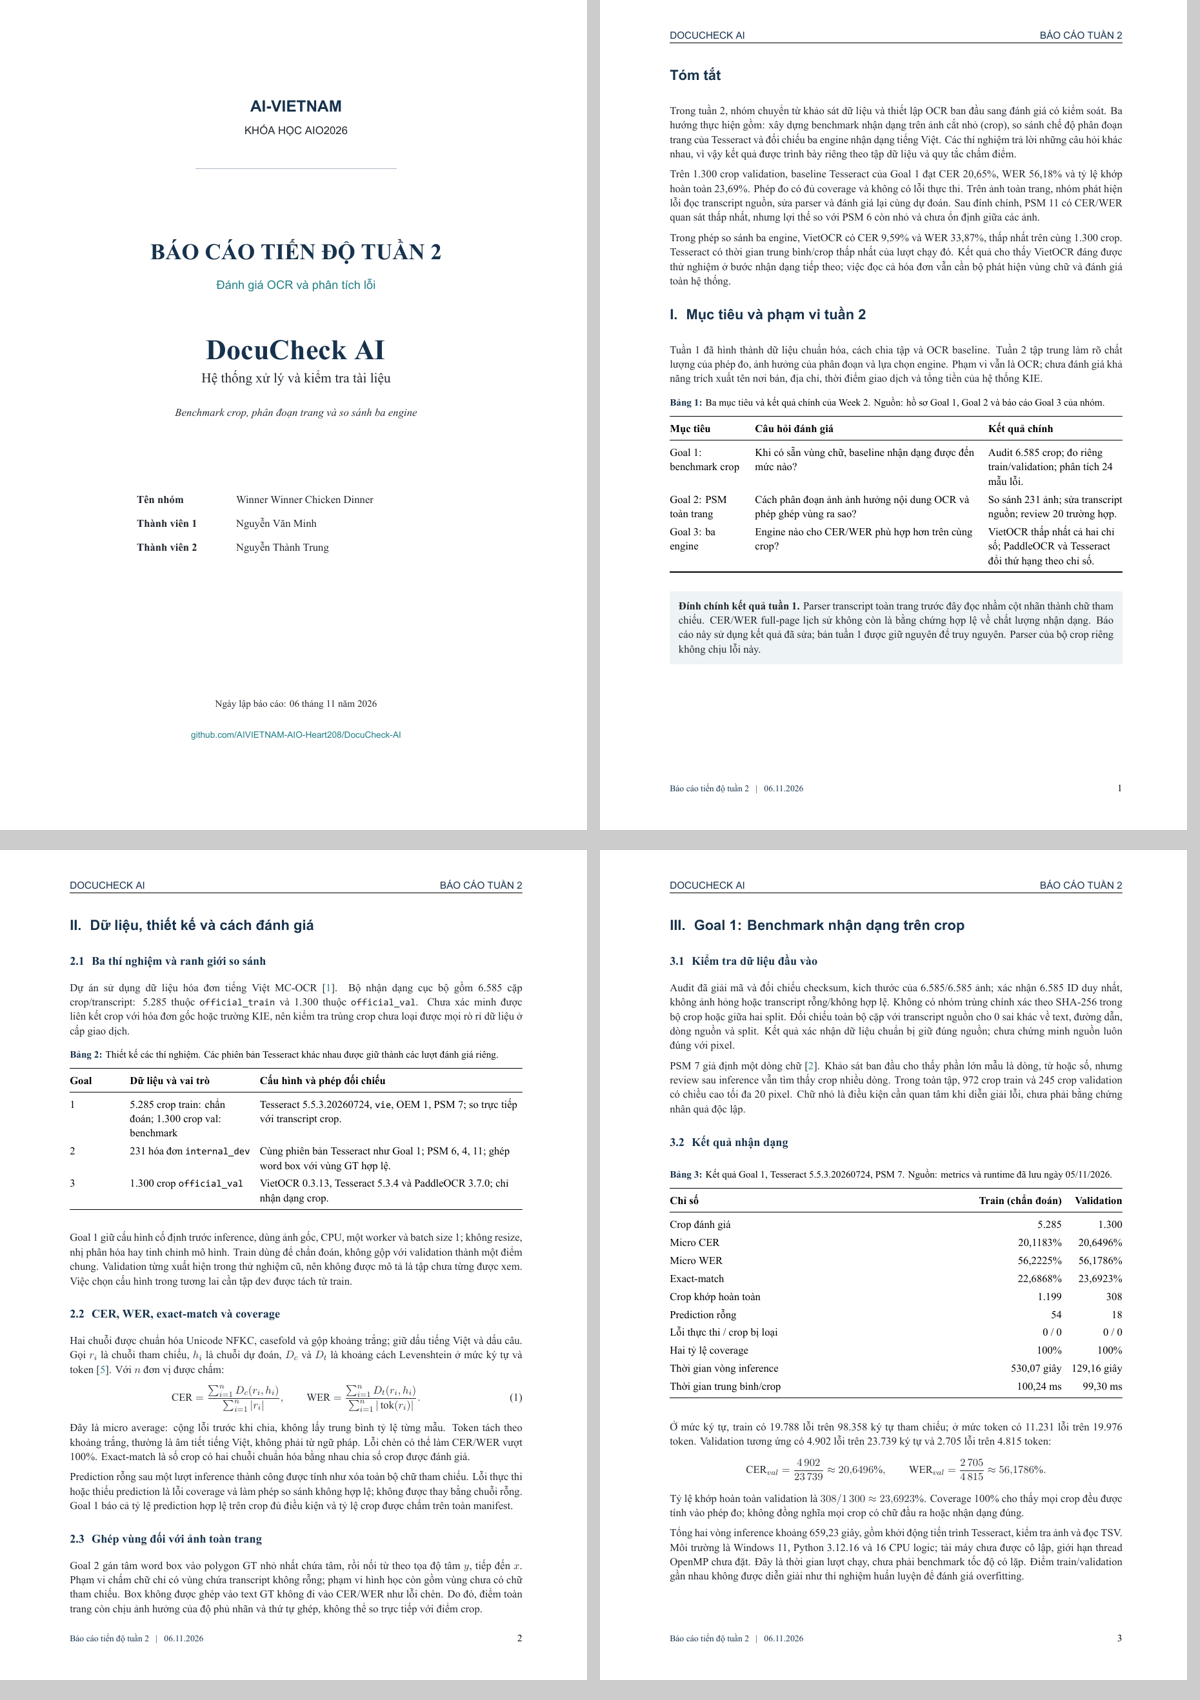 AI-VIETNAM
KHÓA HỌC AIO2026
BÁO CÁO TIẾN ĐỘ TUẦN 2
Đánh giá OCR và phân tích lỗi
DocuCheck AI
Hệ thống xử lý và kiểm tra tài liệu
Benchmark crop, phân đoạn trang và so sánh ba engine
Tên nhóm Winner Winner Chicken Dinner
Thành viên 1 Nguyễn Văn Minh
Thành viên 2 Nguyễn Thành Trung
Ngày lập báo cáo: 06 tháng 11 năm 2026
github.com/AIVIETNAM-AIO-Heart208/DocuCheck-AI
DOCUCHECK AI BÁO CÁO TUẦN 2
Tóm tắt
Trong tuần 2, nhóm chuyển từ khảo sát dữ liệu và thiết lập OCR ban đầu sang đánh giá có kiểm soát. Ba
hướng thực hiện gồm: xây dựng benchmark nhận dạng trên ảnh cắt nhỏ (crop), so sánh chế độ phân đoạn
trang của Tesseract và đối chiếu ba engine nhận dạng tiếng Việt. Các thí nghiệm trả lời những câu hỏi khác
nhau, vì vậy kết quả được trình bày riêng theo tập dữ liệu và quy tắc chấm điểm.
Trên 1.300 crop validation, baseline Tesseract của Goal 1 đạt CER 20,65%, WER 56,18% và tỷ lệ khớp
hoàn toàn 23,69%. Phép đo có đủ coverage và không có lỗi thực thi. Trên ảnh toàn trang, nhóm phát hiện
lỗi đọc transcript nguồn, sửa parser và đánh giá lại cùng dự đoán. Sau đính chính, PSM 11 có CER/WER
quan sát thấp nhất, nhưng lợi thế so với PSM 6 còn nhỏ và chưa ổn định giữa các ảnh.
Trong phép so sánh ba engine, VietOCR có CER 9,59% và WER 33,87%, thấp nhất trên cùng 1.300 crop.
Tesseract có thời gian trung bình/crop thấp nhất của lượt chạy đó. Kết quả cho thấy VietOCR đáng được
thử nghiệm ở bước nhận dạng tiếp theo; việc đọc cả hóa đơn vẫn cần bộ phát hiện vùng chữ và đánh giá
toàn hệ thống.
I. Mục tiêu và phạm vi tuần 2
Tuần 1 đã hình thành dữ liệu chuẩn hóa, cách chia tập và OCR baseline. Tuần 2 tập trung làm rõ chất
lượng của phép đo, ảnh hưởng của phân đoạn và lựa chọn engine. Phạm vi vẫn là OCR; chưa đánh giá khả
năng trích xuất tên nơi bán, địa chỉ, thời điểm giao dịch và tổng tiền của hệ thống KIE.
Bảng 1: Ba mục tiêu và kết quả chính của Week 2. Nguồn: hồ sơ Goal 1, Goal 2 và báo cáo Goal 3 của nhóm.
Mục tiêu Câu hỏi đánh giá Kết quả chính
Goal 1: Khi có sẵn vùng chữ, baseline nhận dạng được đến Audit 6.585 crop; đo riêng
benchmark crop mức nào? train/validation; phân tích 24
mẫu lỗi.
Goal 2: PSM Cách phân đoạn ảnh ảnh hưởng nội dung OCR và So sánh 231 ảnh; sửa transcript
toàn trang phép ghép vùng ra sao? nguồn; review 20 trường hợp.
Goal 3: ba Engine nào cho CER/WER phù hợp hơn trên cùng VietOCR thấp nhất cả hai chỉ
engine crop? số; PaddleOCR và Tesseract
đổi thứ hạng theo chỉ số.
Đính chính kết quả tuần 1. Parser transcript toàn trang trước đây đọc nhầm cột nhãn thành chữ tham
chiếu. CER/WER full-page lịch sử không còn là bằng chứng hợp lệ về chất lượng nhận dạng. Báo
cáo này sử dụng kết quả đã sửa; bản tuần 1 được giữ nguyên để truy nguyên. Parser của bộ crop riêng
không chịu lỗi này.
Báo cáo tiến độ tuần 2 | 06.11.2026 1
DOCUCHECK AI BÁO CÁO TUẦN 2
II. Dữ liệu, thiết kế và cách đánh giá
2.1 Ba thí nghiệm và ranh giới so sánh
Dự án sử dụng dữ liệu hóa đơn tiếng Việt MC-OCR [1]. Bộ nhận dạng cục bộ gồm 6.585 cặp
crop/transcript: 5.285 thuộc official_train và 1.300 thuộc official_val. Chưa xác minh được
liên kết crop với hóa đơn gốc hoặc trường KIE, nên kiểm tra trùng crop chưa loại được mọi rò rỉ dữ liệu ở
cấp giao dịch.
Bảng 2: Thiết kế các thí nghiệm. Các phiên bản Tesseract khác nhau được giữ thành các lượt đánh giá riêng.
Goal Dữ liệu và vai trò Cấu hình và phép đối chiếu
1 5.285 crop train: chẩn Tesseract 5.5.3.20260724, vie, OEM 1, PSM 7; so trực tiếp
đoán; 1.300 crop val: với transcript crop.
benchmark
2 231 hóa đơn internal_dev Cùng phiên bản Tesseract như Goal 1; PSM 6, 4, 11; ghép
word box với vùng GT hợp lệ.
3 1.300 crop official_val VietOCR 0.3.13, Tesseract 5.3.4 và PaddleOCR 3.7.0; chỉ
nhận dạng crop.
Goal 1 giữ cấu hình cố định trước inference, dùng ảnh gốc, CPU, một worker và batch size 1; không resize,
nhị phân hóa hay tinh chỉnh mô hình. Train dùng để chẩn đoán, không gộp với validation thành một điểm
chung. Validation từng xuất hiện trong thử nghiệm cũ, nên không được mô tả là tập chưa từng được xem.
Việc chọn cấu hình trong tương lai cần tập dev được tách từ train.
2.2 CER, WER, exact-match và coverage
Hai chuỗi được chuẩn hóa Unicode NFKC, casefold và gộp khoảng trắng; giữ dấu tiếng Việt và dấu câu.
Gọi r_i là chuỗi tham chiếu, h_i là chuỗi dự đoán, D_c và D_t là khoảng cách Levenshtein ở mức ký tự và
token [5]. Với n đơn vị được chấm:
CER = ∑_{i=1}^n D_c(r_i, h_i) / ∑_{i=1}^n |r_i|, WER = ∑_{i=1}^n D_t(r_i, h_i) / ∑_{i=1}^n |tok(r_i)|. (1)
Đây là micro average: cộng lỗi trước khi chia, không lấy trung bình tỷ lệ từng mẫu. Token tách theo
khoảng trắng, thường là âm tiết tiếng Việt, không phải từ ngữ pháp. Lỗi chèn có thể làm CER/WER vượt
100%. Exact-match là số crop có hai chuỗi chuẩn hóa bằng nhau chia số crop được đánh giá.
Prediction rỗng sau một lượt inference thành công được tính như xóa toàn bộ chữ tham chiếu. Lỗi thực thi
hoặc thiếu prediction là lỗi coverage và làm phép so sánh không hợp lệ; không được thay bằng chuỗi rỗng.
Goal 1 báo cả tỷ lệ prediction hợp lệ trên crop đủ điều kiện và tỷ lệ crop được chấm trên toàn manifest.
2.3 Ghép vùng đối với ảnh toàn trang
Goal 2 gán tâm word box vào polygon GT nhỏ nhất chứa tâm, rồi nối từ theo tọa độ tâm y, tiếp đến x.
Phạm vi chấm chữ chỉ có vùng chứa transcript không rỗng; phạm vi hình học còn gồm vùng chưa có chữ
tham chiếu. Box không được ghép vào text GT không đi vào CER/WER như lỗi chèn. Do đó, điểm toàn
trang còn chịu ảnh hưởng của độ phủ nhãn và thứ tự ghép, không thể so trực tiếp với điểm crop.
Báo cáo tiến độ tuần 2 | 06.11.2026 2
DOCUCHECK AI BÁO CÁO TUẦN 2
III. Goal 1: Benchmark nhận dạng trên crop
3.1 Kiểm tra dữ liệu đầu vào
Audit đã giải mã và đối chiếu checksum, kích thước của 6.585/6.585 ảnh; xác nhận 6.585 ID duy nhất,
không ảnh hỏng hoặc transcript rỗng/không hợp lệ. Không có nhóm trùng chính xác theo SHA-256 trong
bộ crop hoặc giữa hai split. Đối chiếu toàn bộ cặp với transcript nguồn cho 0 sai khác về text, đường dẫn,
dòng nguồn và split. Kết quả xác nhận dữ liệu chuẩn bị giữ đúng nguồn; chưa chứng minh nguồn luôn
đúng với pixel.
PSM 7 giả định một dòng chữ [2]. Khảo sát ban đầu cho thấy phần lớn mẫu là dòng, từ hoặc số, nhưng
review sau inference vẫn tìm thấy crop nhiều dòng. Trong toàn tập, 972 crop train và 245 crop validation
có chiều cao tối đa 20 pixel. Chữ nhỏ là điều kiện cần quan tâm khi diễn giải lỗi, chưa phải bằng chứng
nhân quả độc lập.
3.2 Kết quả nhận dạng
Bảng 3: Kết quả Goal 1, Tesseract 5.5.3.20260724, PSM 7. Nguồn: metrics và runtime đã lưu ngày 05/11/2026.
Chỉ số Train (chẩn đoán) Validation
Crop đánh giá 5.285 1.300
Micro CER 20,1183% 20,6496%
Micro WER 56,2225% 56,1786%
Exact-match 22,6868% 23,6923%
Crop khớp hoàn toàn 1.199 308
Prediction rỗng 54 18
Lỗi thực thi / crop bị loại 0 / 0 0 / 0
Hai tỷ lệ coverage 100% 100%
Thời gian vòng inference 530,07 giây 129,16 giây
Thời gian trung bình/crop 100,24 ms 99,30 ms
Ở mức ký tự, train có 19.788 lỗi trên 98.358 ký tự tham chiếu; ở mức token có 11.231 lỗi trên 19.976
token. Validation tương ứng có 4.902 lỗi trên 23.739 ký tự và 2.705 lỗi trên 4.815 token:
CER_{val} = 4 902 / 23 739 ≈ 20,6496%, WER_{val} = 2 705 / 4 815 ≈ 56,1786%.
Tỷ lệ khớp hoàn toàn validation là 308/1 300 ≈ 23,6923%. Coverage 100% cho thấy mọi crop đều được
tính vào phép đo; không đồng nghĩa mọi crop có chữ đầu ra hoặc nhận dạng đúng.
Tổng hai vòng inference khoảng 659,23 giây, gồm khởi động tiến trình Tesseract, kiểm tra ảnh và đọc TSV.
Môi trường là Windows 11, Python 3.12.16 và 16 CPU logic; tải máy chưa được cô lập, giới hạn thread
OpenMP chưa đặt. Đây là thời gian lượt chạy, chưa phải benchmark tốc độ có lặp. Điểm train/validation
gần nhau không được diễn giải như thí nghiệm huấn luyện để đánh giá overfitting.
Báo cáo tiến độ tuần 2 | 06.11.2026 3